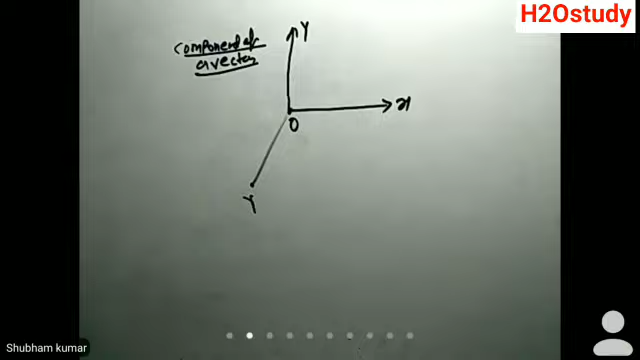 H2Ostudy
Component of
a vector
Y
x
O
Y
Shubham kumar